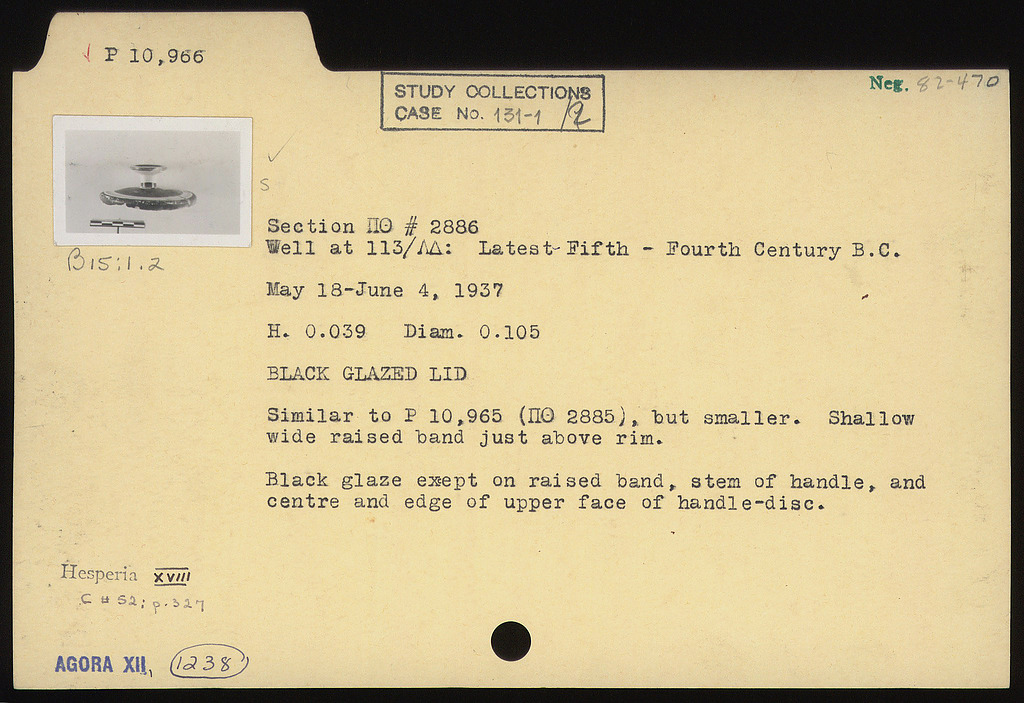 P 10,966
Neg. 82-470
STUDY COLLECTIONS
CASE No. 131-1/2
S
B15:1.2
Section ΠΘ # 2886
Well at 113/ΛΔ: Latest Fifth - Fourth Century B.C.
May 18-June 4, 1937
H. 0.039 Diam. 0.105
BLACK GLAZED LID
Similar to P 10,965 (ΠΘ 2885), but smaller. Shallow
wide raised band just above rim.
Black glaze exept on raised band, stem of handle, and
centre and edge of upper face of handle-disc.
Hesperia XVIII
C # 52; p. 327
AGORA XII, 1238